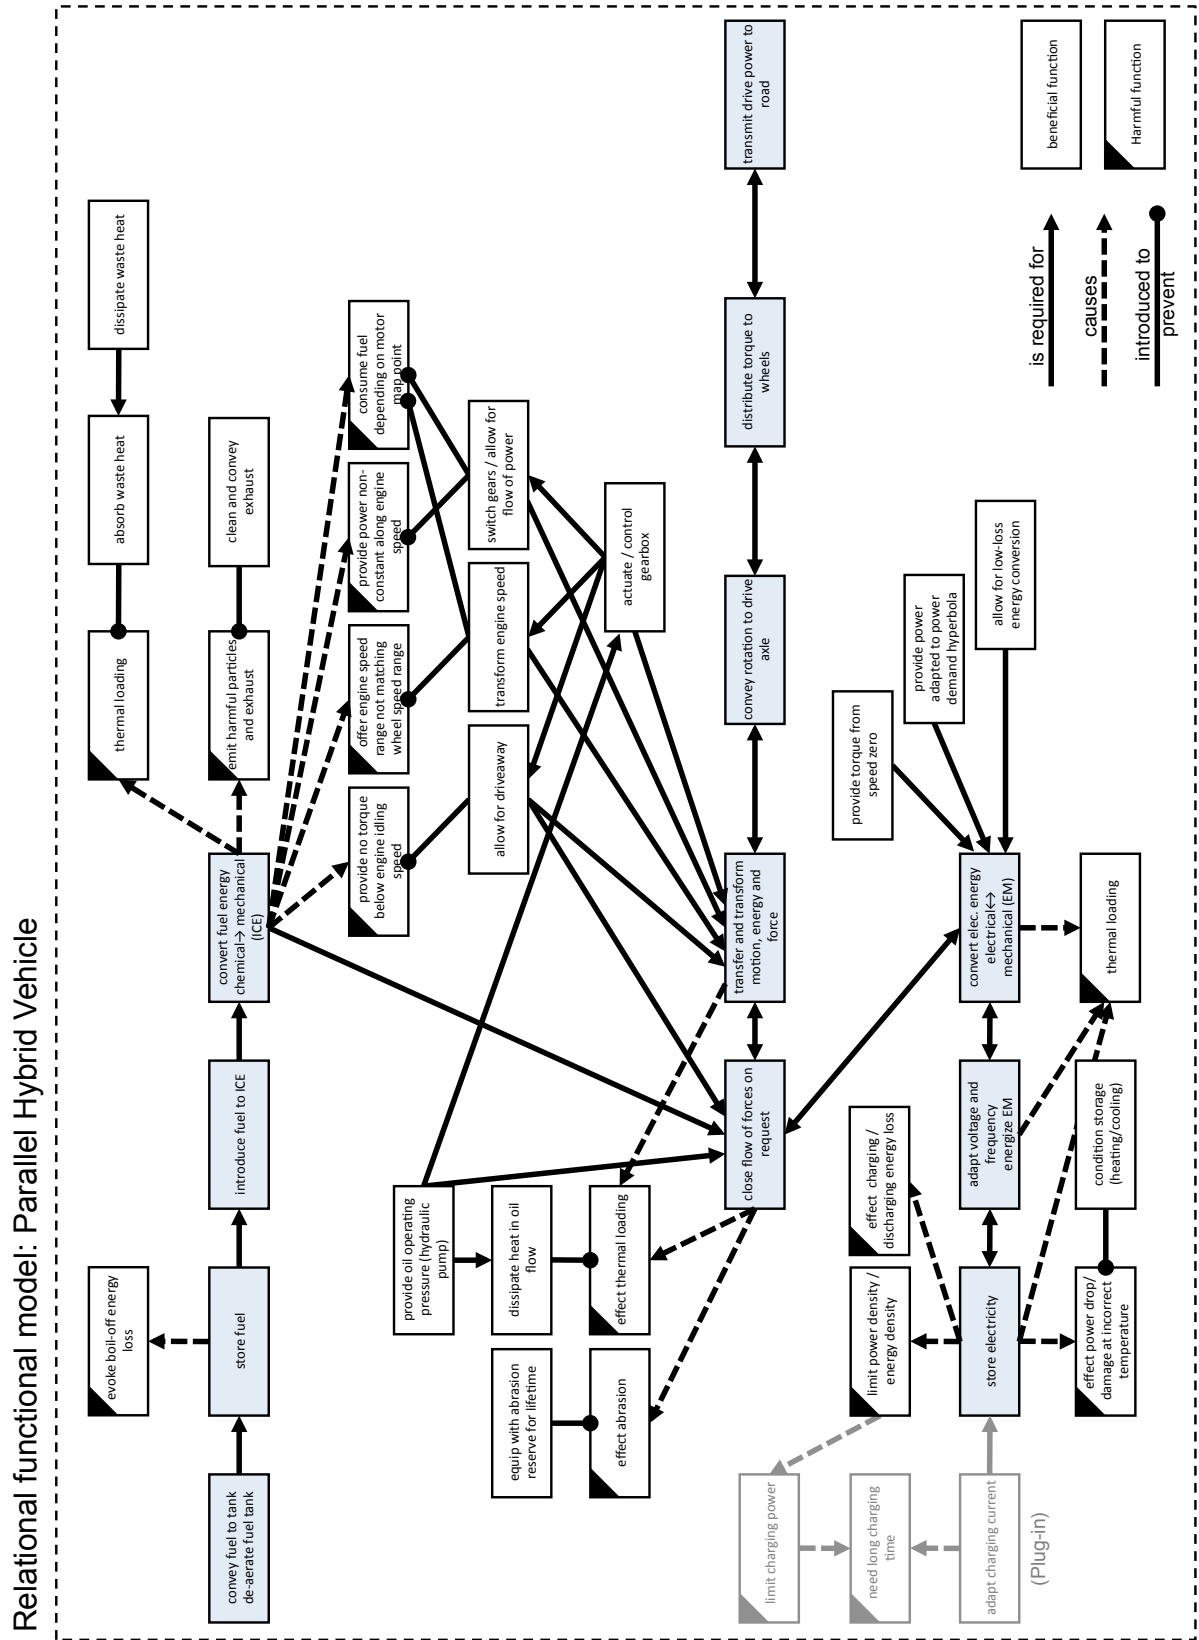 Relational functional model: Parallel Hybrid Vehicle
evoke boil-off energy
loss
thermal loading
absorb waste heat
dissipate waste heat
convey fuel to tank
de-aerate fuel tank
store fuel
introduce fuel to ICE
convert fuel energy
chemical→ mechanical
(ICE)
emit harmful particles
and exhaust
clean and convey
exhaust
provide no torque
below engine idling
speed
offer engine speed
range not matching
wheel speed range
provide power non-
constant along engine
speed
consume fuel
depending on motor
map point
provide oil operating
pressure (hydraulic
pump)
allow for driveaway
transform engine speed
switch gears / allow for
flow of power
equip with abrasion
reserve for lifetime
dissipate heat in oil
flow
effect abrasion
effect thermal loading
actuate / control
gearbox
close flow of forces on
request
transfer and transform
motion, energy and
force
convey rotation to drive
axle
distribute torque to
wheels
transmit drive power to
road
limit charging power
need long charging
time
adapt charging current
(Plug-in)
limit power density /
energy density
effect charging /
discharging energy loss
provide torque from
speed zero
provide power
adapted to power
demand hyperbola
allow for low-loss
energy conversion
store electricity
adapt voltage and
frequency
energize EM
convert elec. energy
electrical↔
mechanical (EM)
effect power drop/
damage at incorrect
temperature
condition storage
(heating/cooling)
thermal loading
is required for
causes
introduced to
prevent
beneficial function
Harmful function